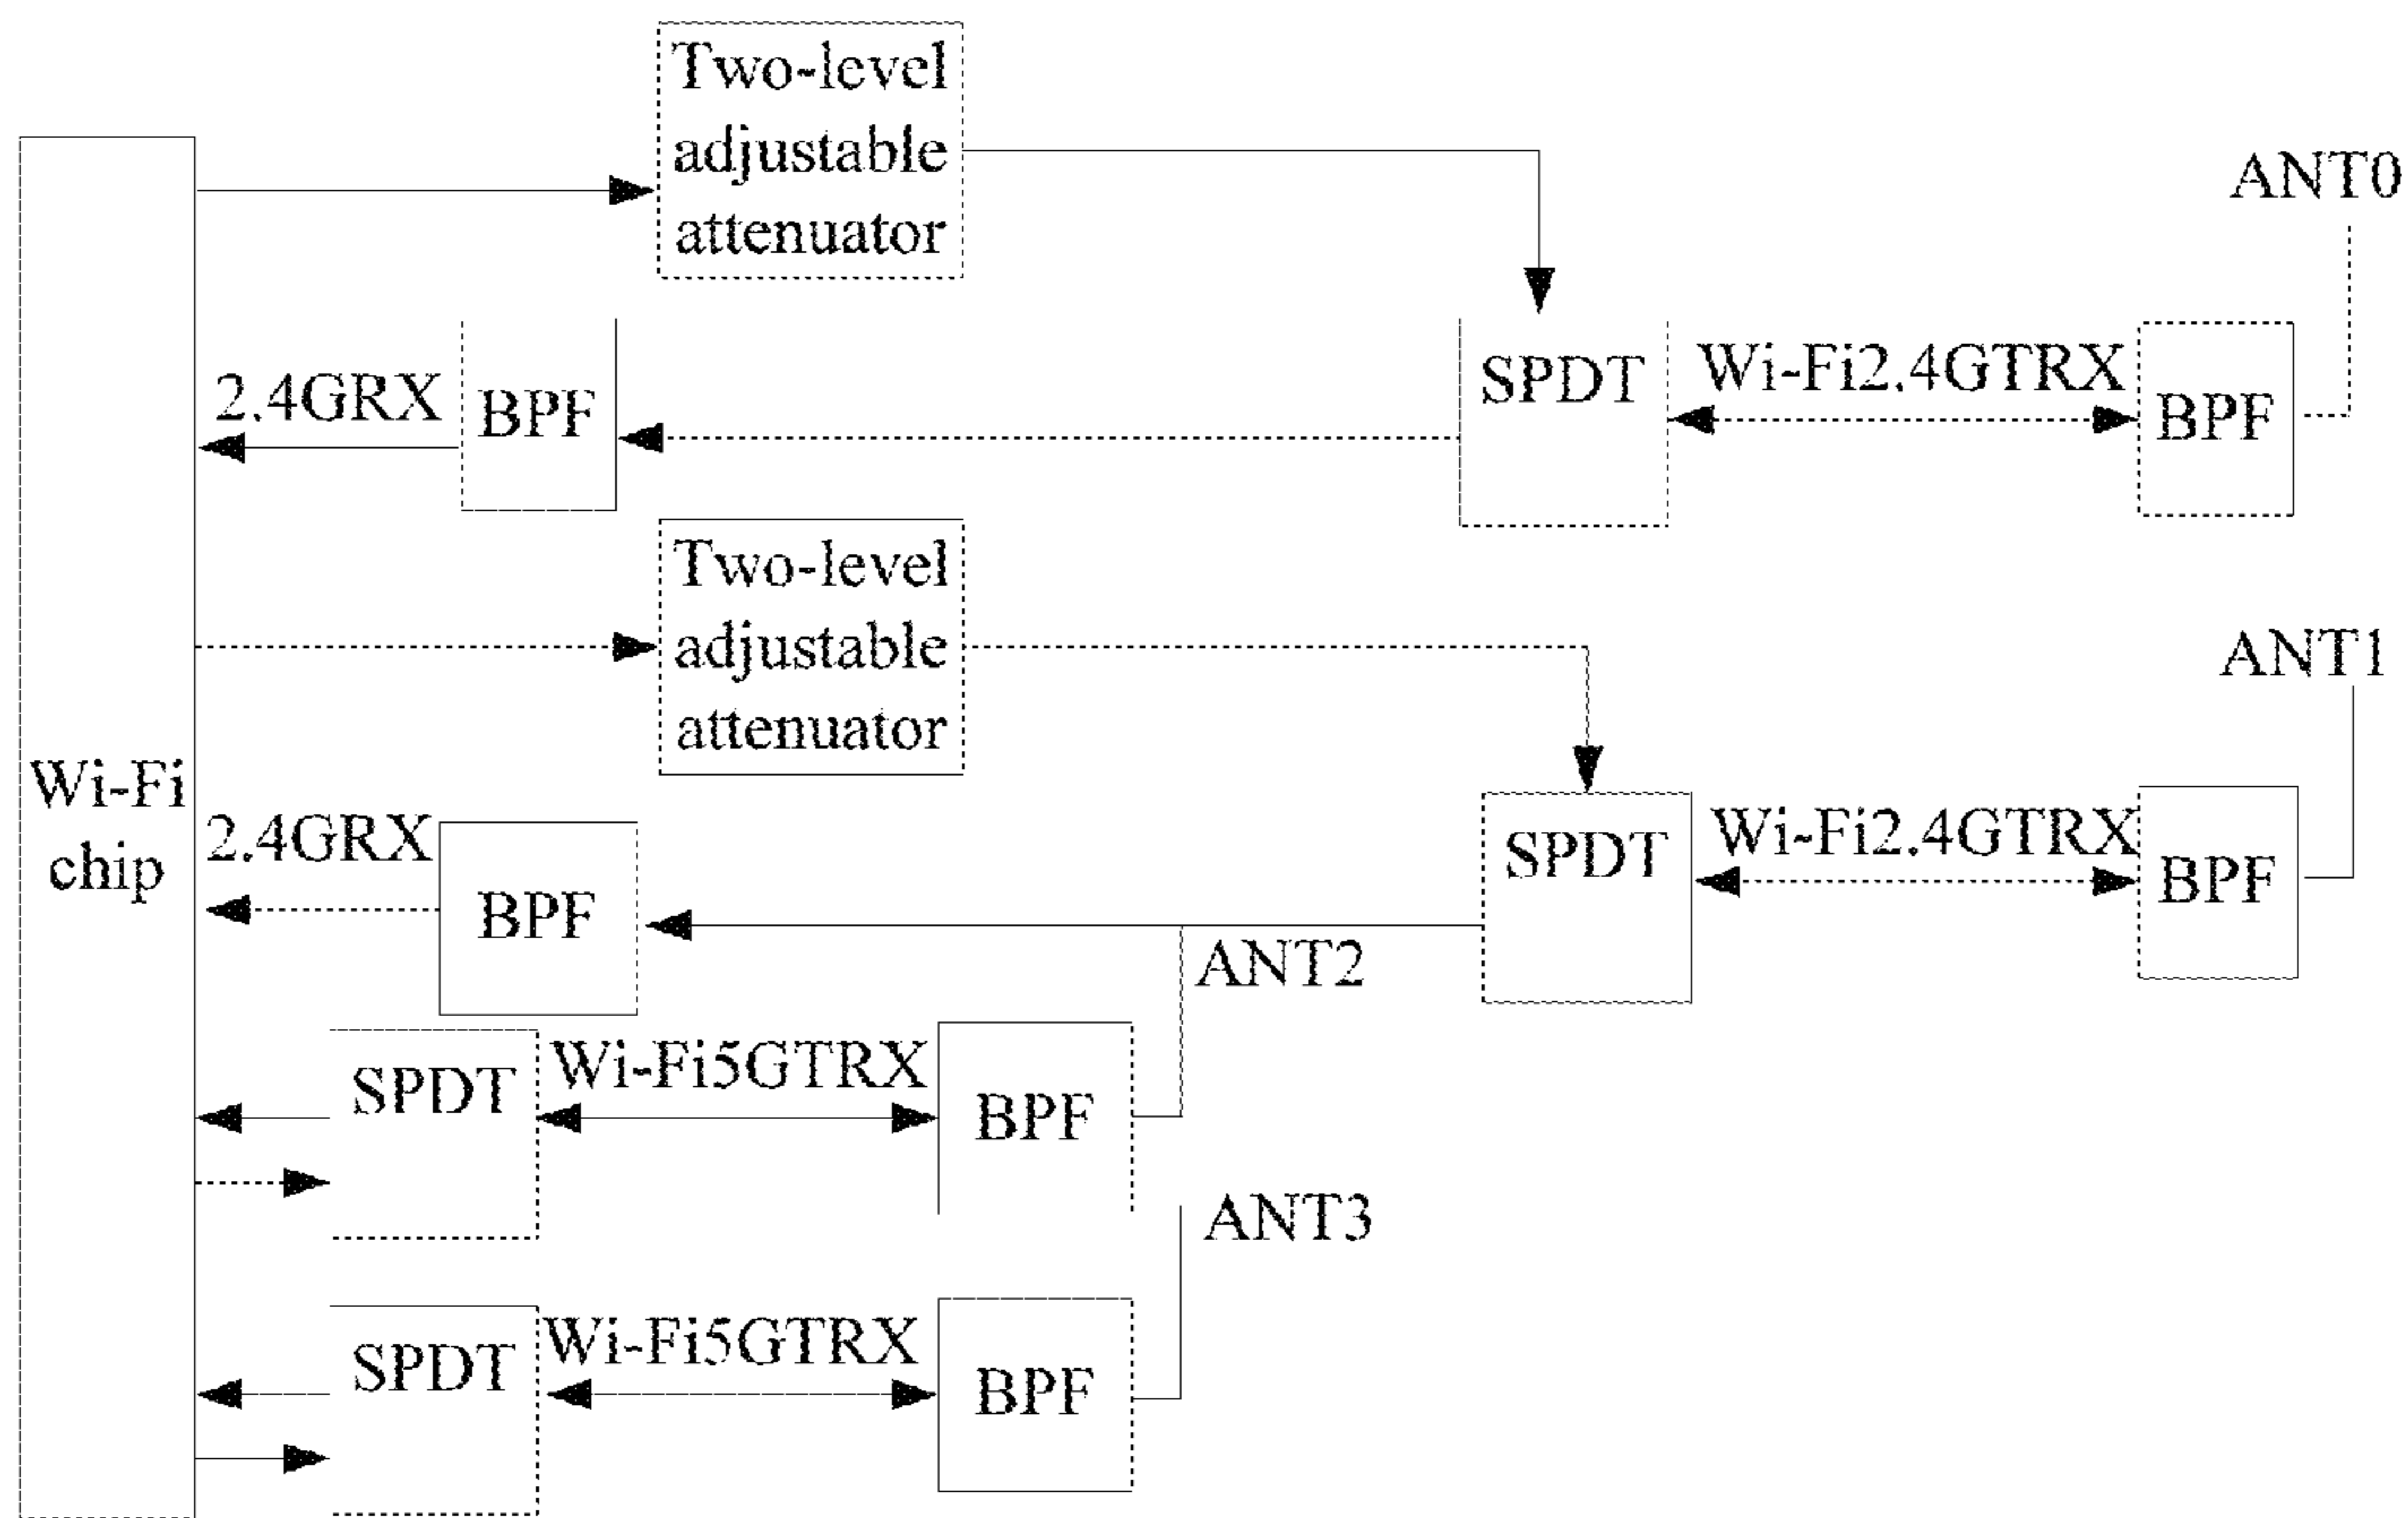 Two-level
adjustable
attenuator
ANT0
2.4GRX
BPF
SPDT
Wi-Fi2.4GTRX
BPF
Two-level
adjustable
attenuator
ANT1
Wi-Fi
chip
2.4GRX
BPF
SPDT
Wi-Fi2.4GTRX
BPF
ANT2
SPDT
Wi-Fi5GTRX
BPF
ANT3
SPDT
Wi-Fi5GTRX
BPF